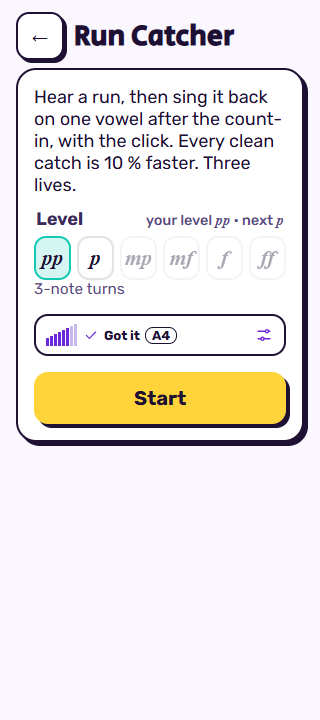 ← Run Catcher
Hear a run, then sing it back
on one vowel after the count-
in, with the click. Every clean
catch is 10 % faster. Three
lives.
Level your level pp • next p
pp p mp mf f ff
3-note turns
✓ Got it A4
Start